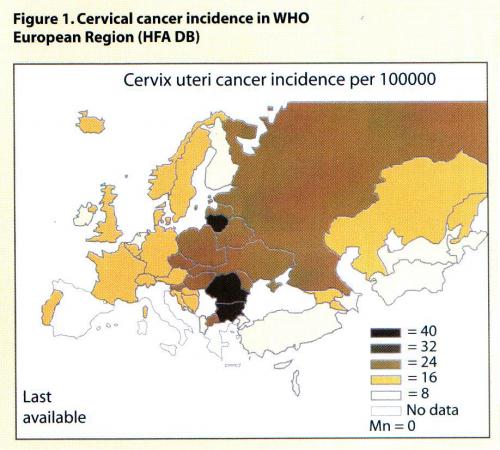 Figure 1. Cervical cancer incidence in WHO
European Region (HFA DB)
Cervix uteri cancer incidence per 100000
= 40
= 32
= 24
= 16
= 8
No data
Mn = 0
Last
available